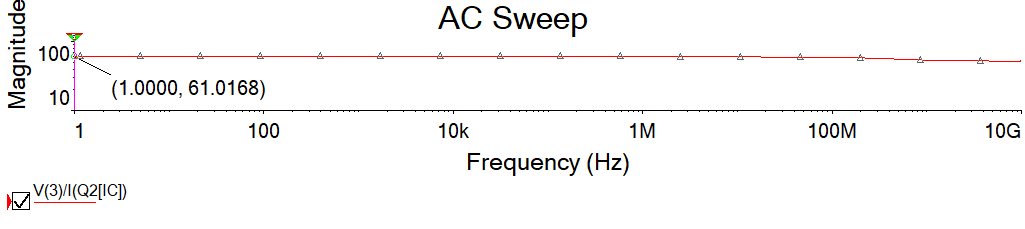 AC Sweep
Magnitude
100
10
(1.0000, 61.0168)
1 100 10k 1M 100M 10G
Frequency (Hz)
V(3)/I(Q2[IC])